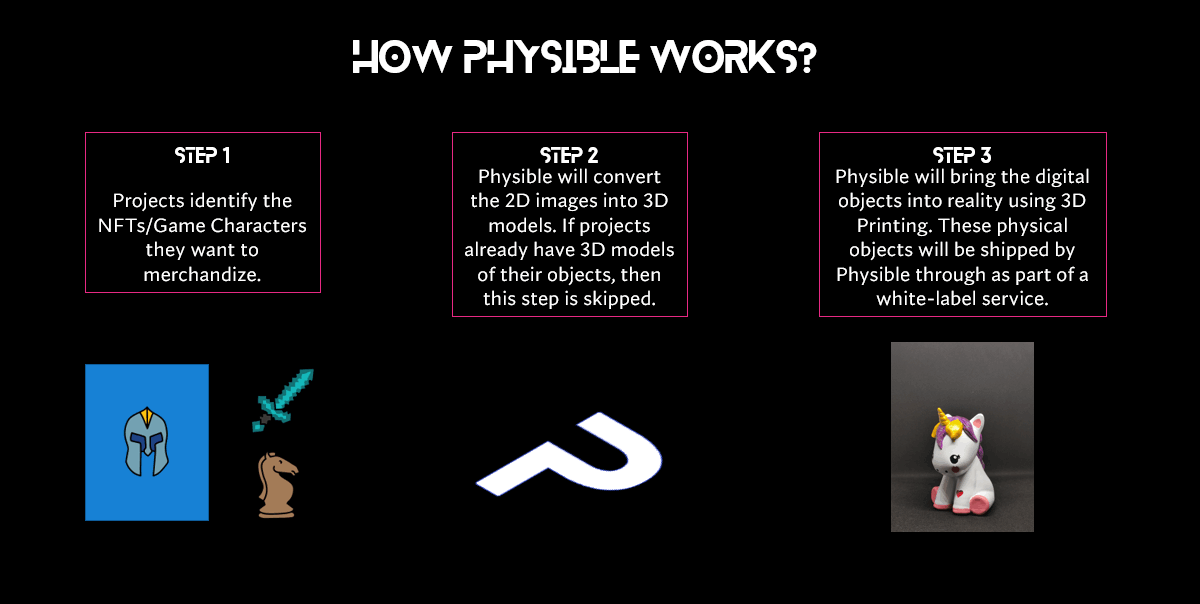 HOW PHYSIBLE WORKS?
STEP 1
Projects identify the
NFTs/Game Characters
they want to
merchandize.
STEP 2
Physible will convert
the 2D images into 3D
models. If projects
already have 3D models
of their objects, then
this step is skipped.
STEP 3
Physible will bring the digital
objects into reality using 3D
Printing. These physical
objects will be shipped by
Physible through as part of a
white-label service.